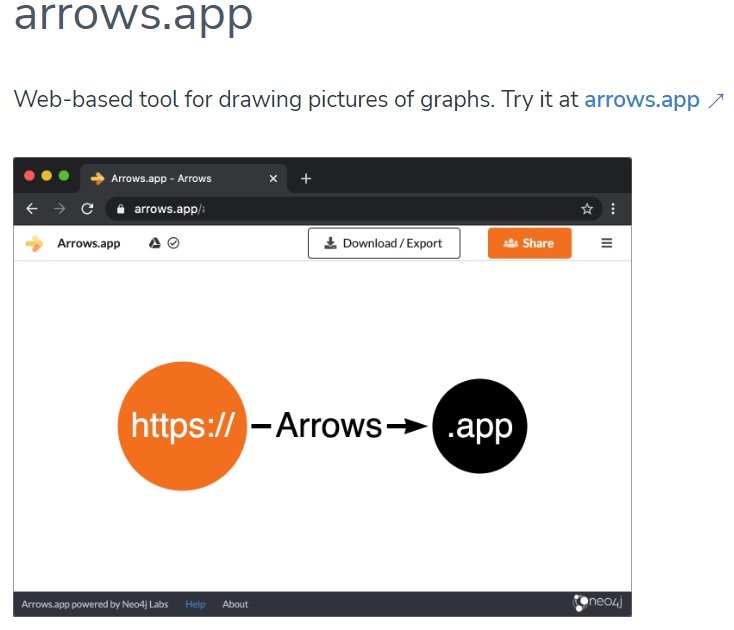 arrows.app
Web-based tool for drawing pictures of graphs. Try it at arrows.app
Arrows.app - Arrows
arrows.app/
Arrows.app Download / Export Share
https:// Arrows .app
Arrows.app powered by Neo4j Labs Help About neo4j